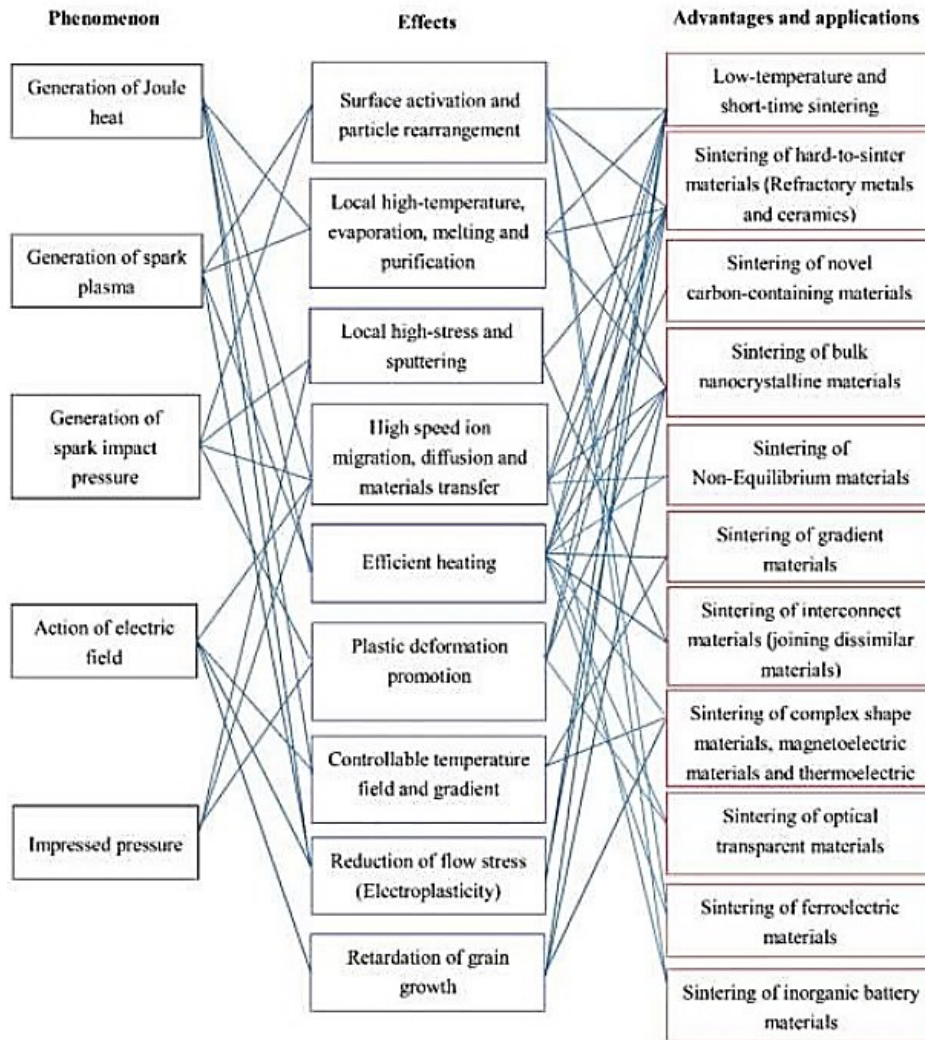 Phenomenon
Effects
Advantages and applications
Generation of Joule
heat
Generation of spark
plasma
Generation of
spark impact
pressure
Action of electric
field
Impressed pressure
Surface activation and
particle rearrangement
Local high-temperature,
evaporation, melting and
purification
Local high-stress and
sputtering
High speed ion
migration, diffusion and
materials transfer
Efficient heating
Plastic deformation
promotion
Controllable temperature
field and gradient
Reduction of flow stress
(Electroplasticity)
Retardation of grain
growth
Low-temperature and
short-time sintering
Sintering of hard-to-sinter
materials (Refractory metals
and ceramics)
Sintering of novel
carbon-containing materials
Sintering of bulk
nanocrystalline materials
Sintering of
Non-Equilibrium materials
Sintering of gradient
materials
Sintering of interconnect
materials (joining dissimilar
materials)
Sintering of complex shape
materials, magnetoelectric
materials and thermoelectric
Sintering of optical
transparent materials
Sintering of ferroelectric
materials
Sintering of inorganic battery
materials